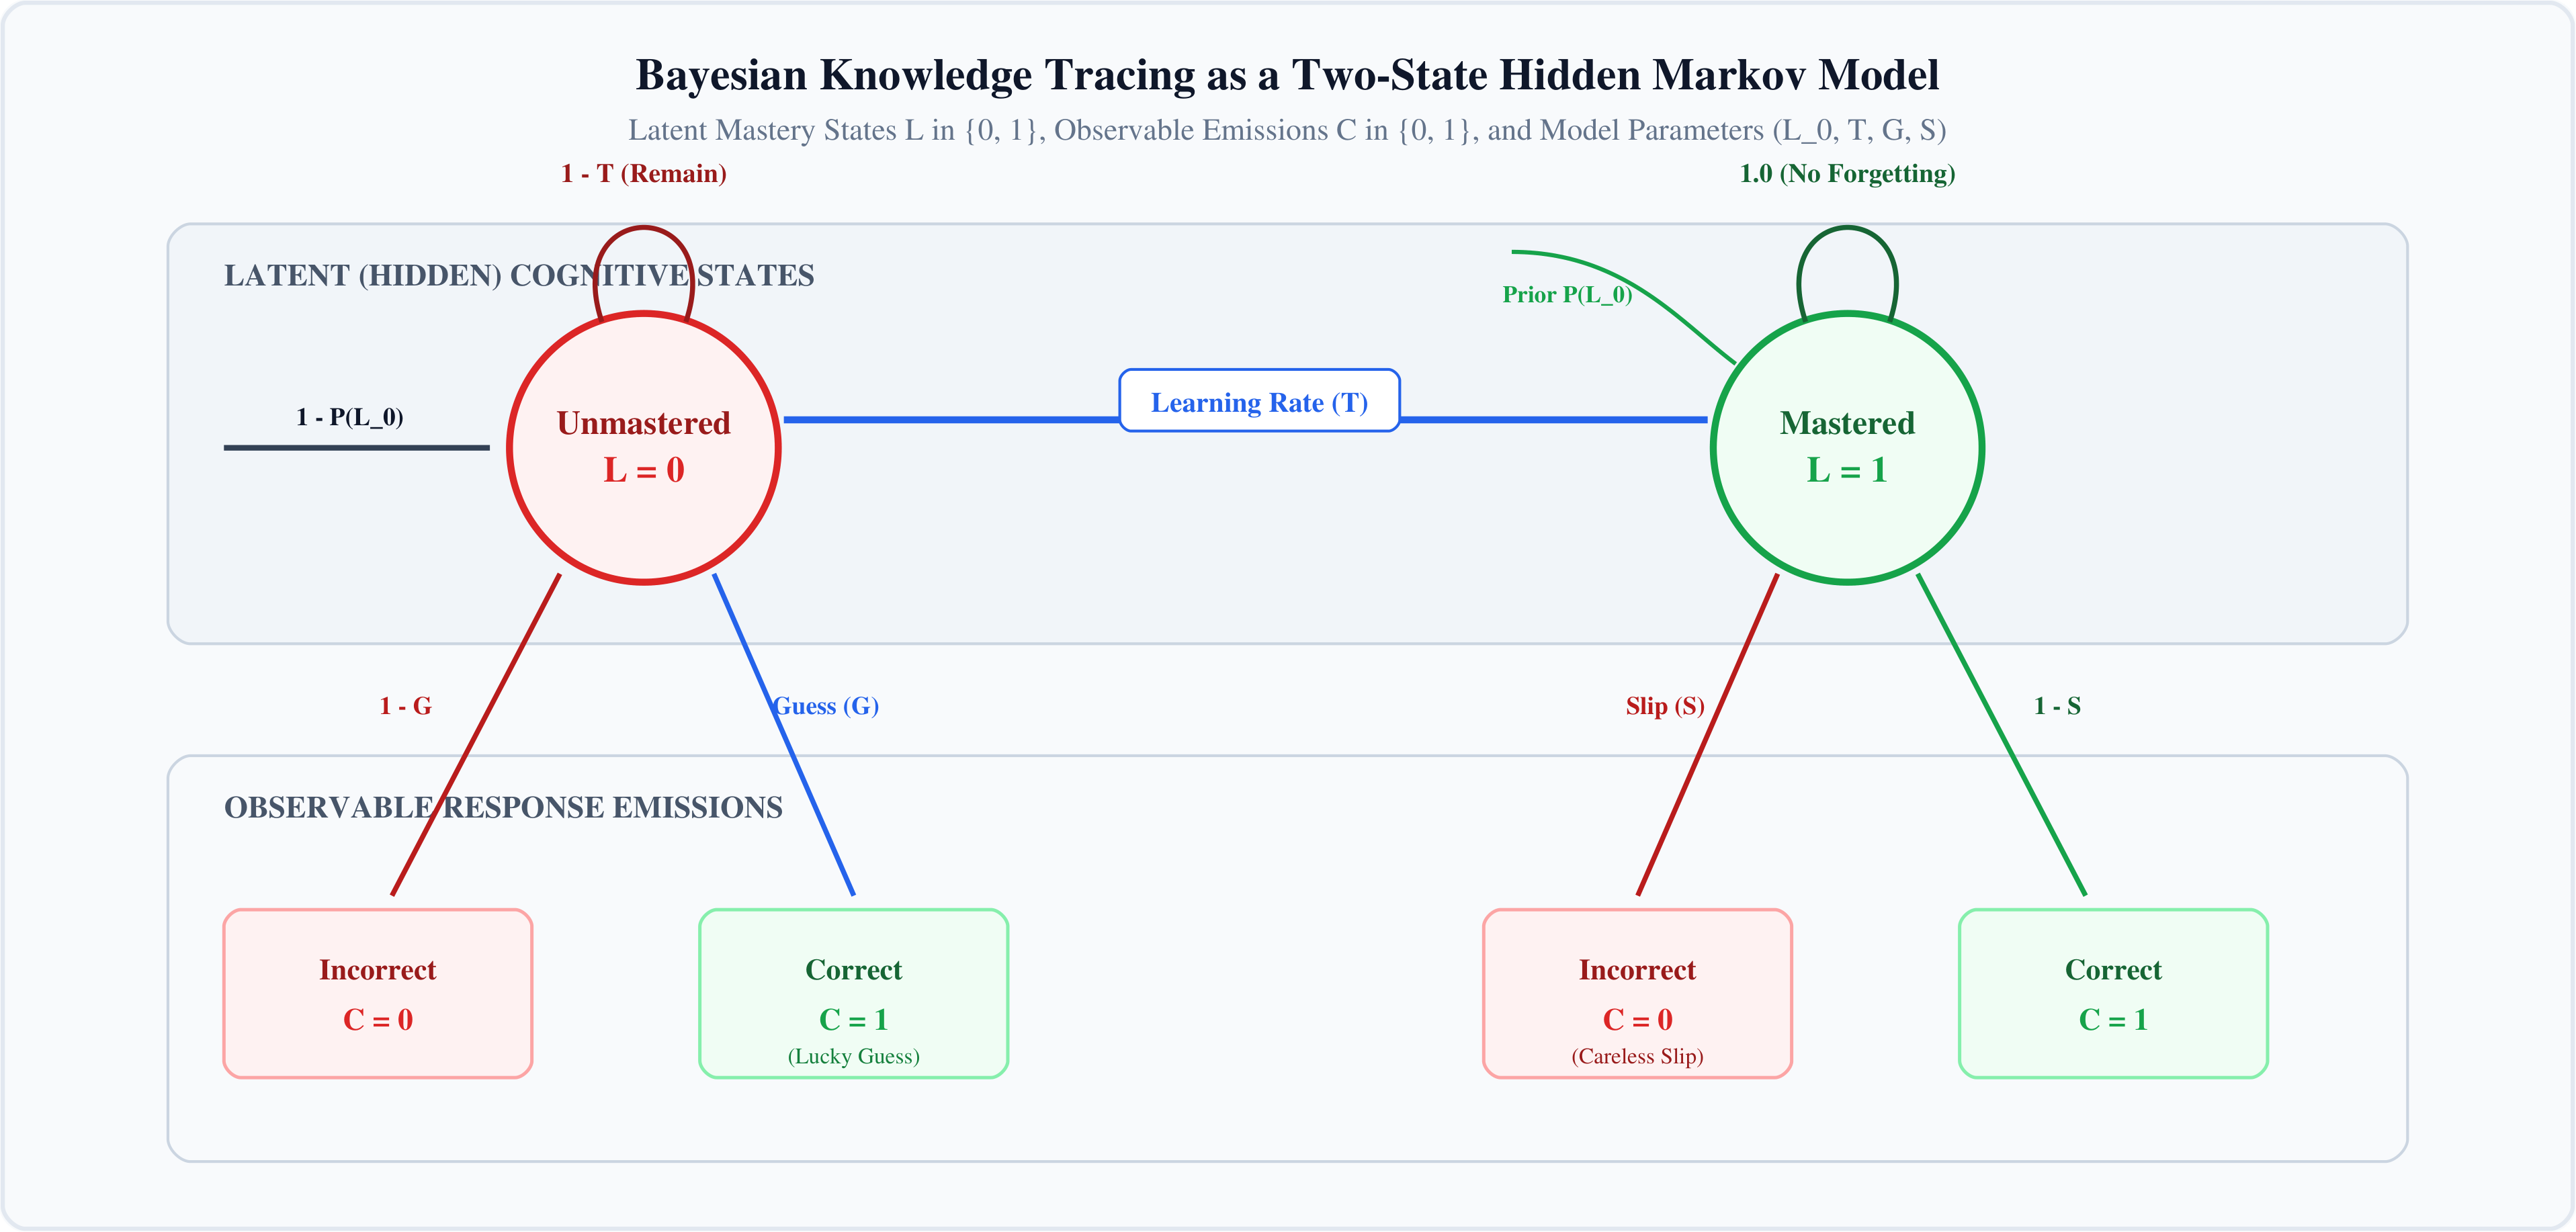 Bayesian Knowledge Tracing as a Two-State Hidden Markov Model
Latent Mastery States L in {0, 1}, Observable Emissions C in {0, 1}, and Model Parameters (L_0, T, G, S)
1 - T (Remain)
1.0 (No Forgetting)
LATENT (HIDDEN) COGNITIVE STATES
Prior P(L_0)
1 - P(L_0)
Unmastered
L = 0
Learning Rate (T)
Mastered
L = 1
1 - G
Guess (G)
Slip (S)
1 - S
OBSERVABLE RESPONSE EMISSIONS
Incorrect
C = 0
Correct
C = 1
(Lucky Guess)
Incorrect
C = 0
(Careless Slip)
Correct
C = 1